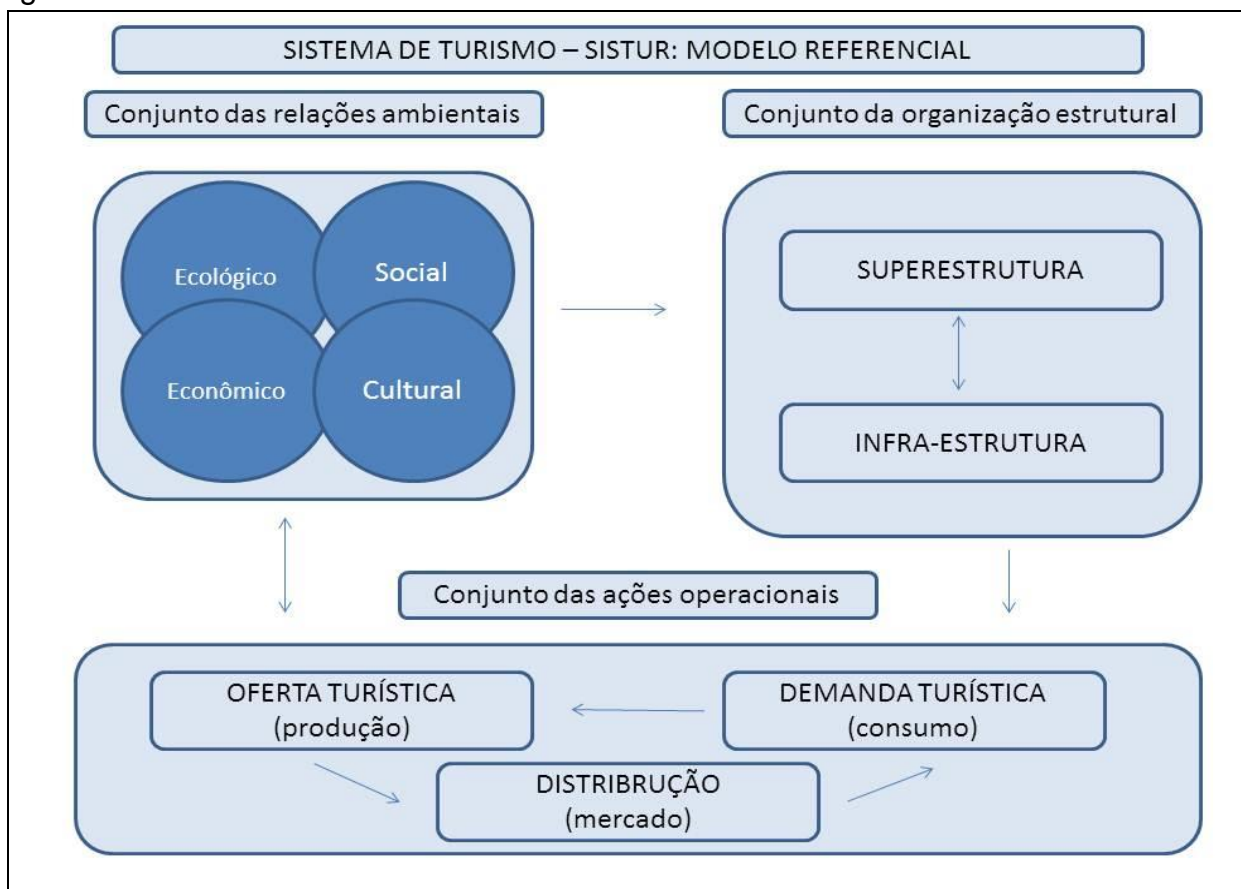 SISTEMA DE TURISMO – SISTUR: MODELO REFERENCIAL
Conjunto das relações ambientais
Conjunto da organização estrutural
Ecológico
Social
Econômico
Cultural
SUPERESTRUTURA
INFRA-ESTRUTURA
Conjunto das ações operacionais
OFERTA TURÍSTICA
(produção)
DEMANDA TURÍSTICA
(consumo)
DISTRIBRUÇÃO
(mercado)